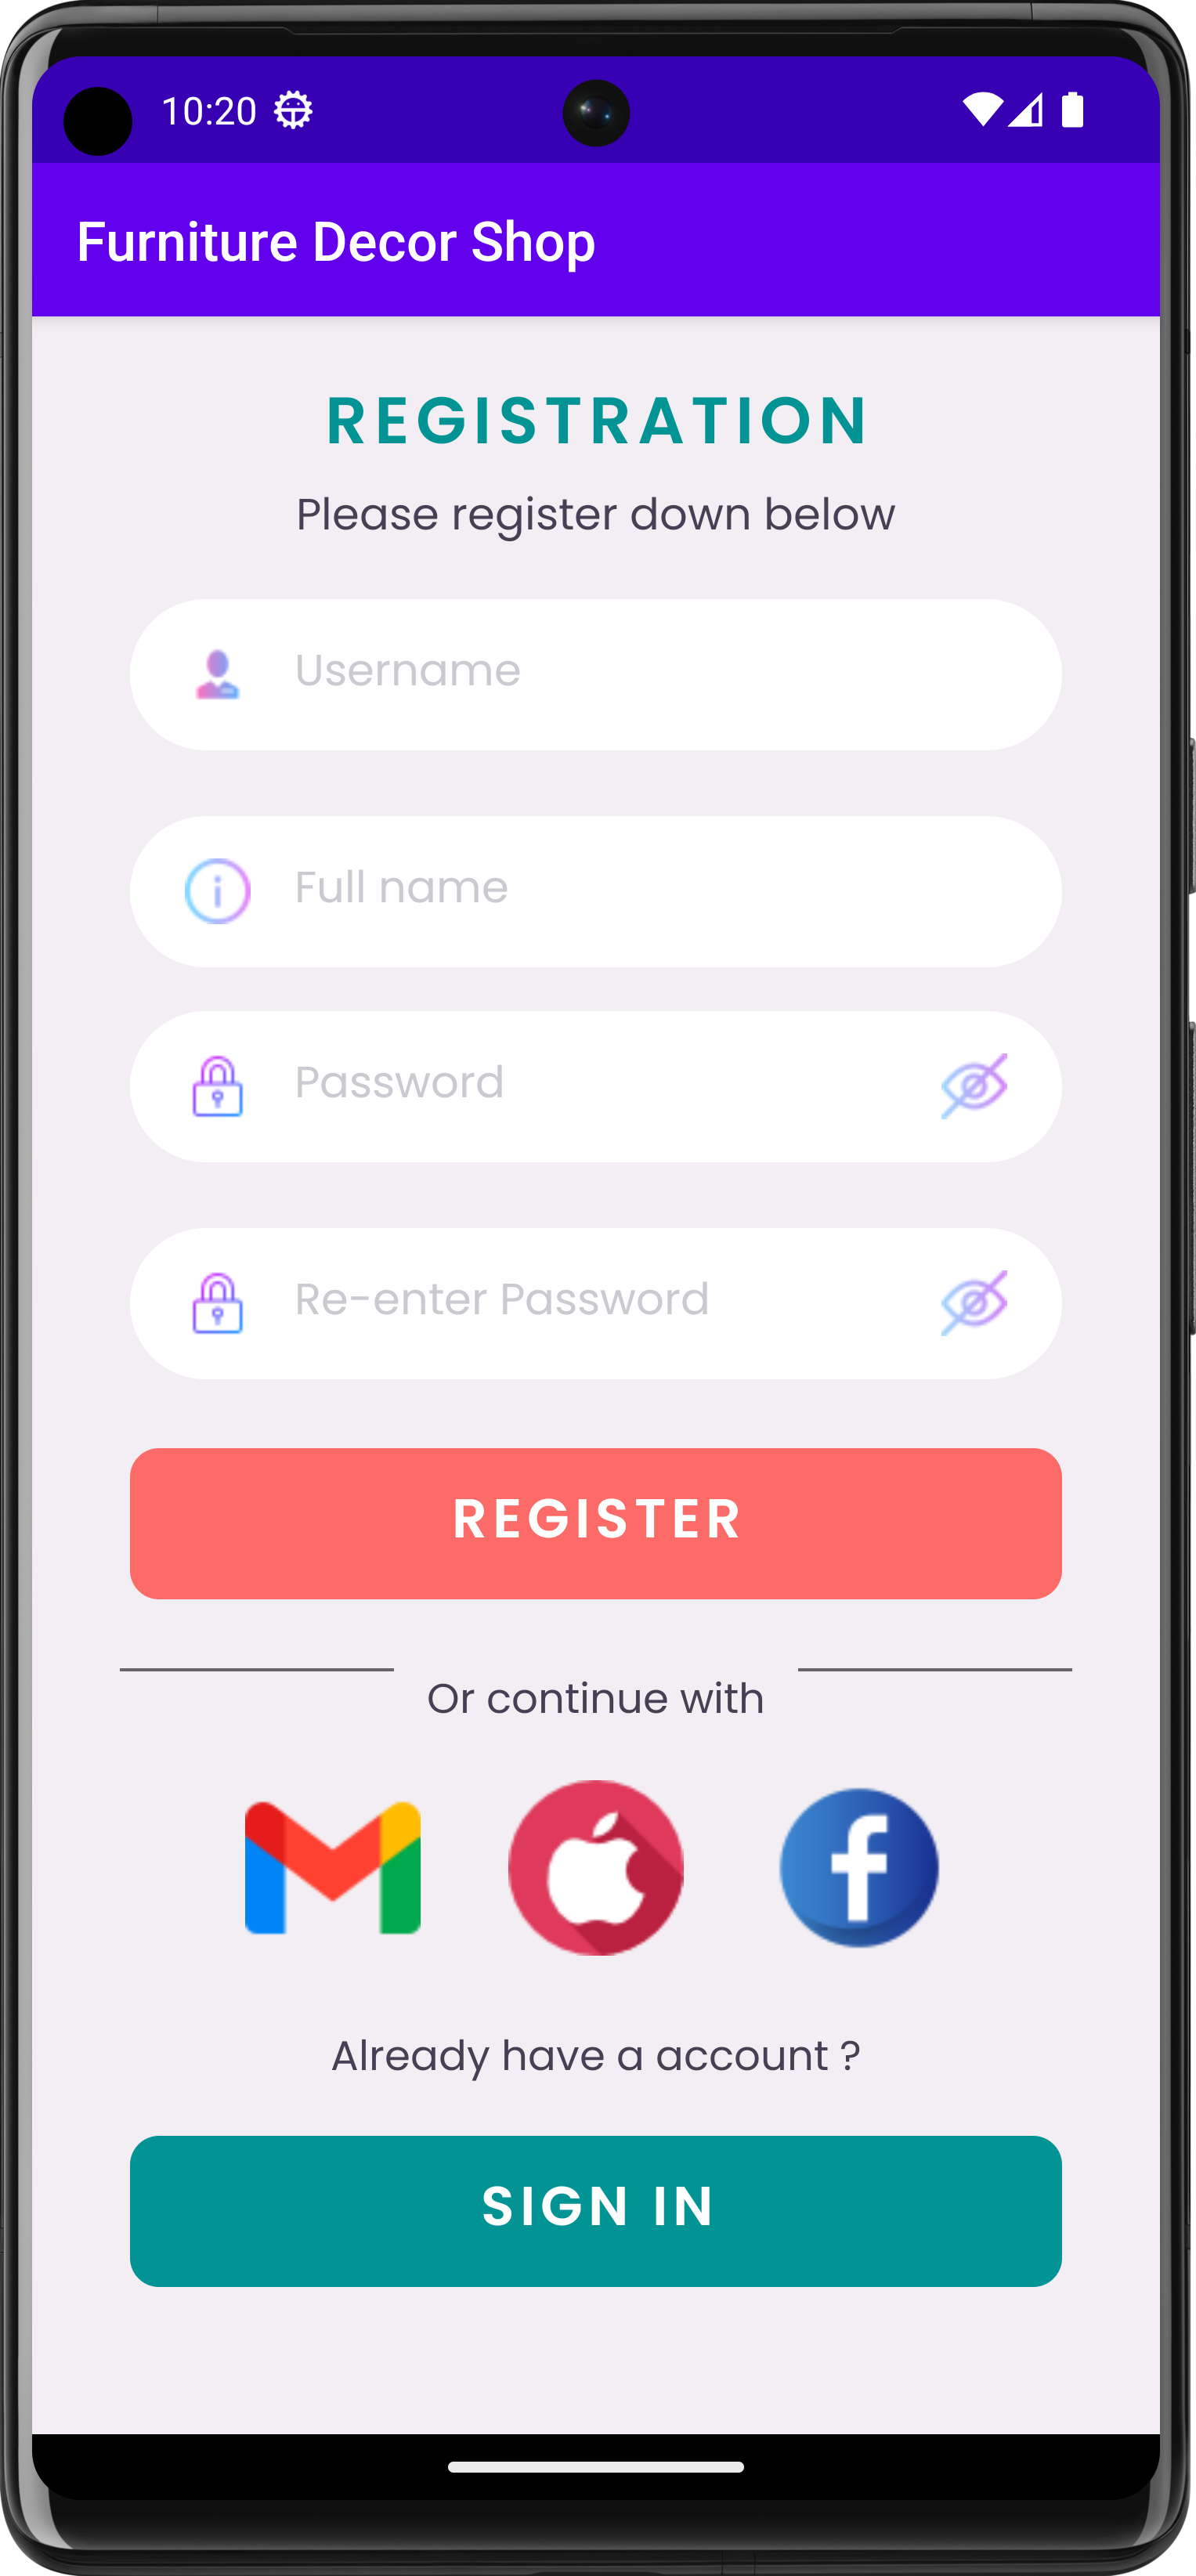 10:20
Furniture Decor Shop
REGISTRATION
Please register down below
Username
Full name
Password
Re-enter Password
REGISTER
Or continue with
Already have a account ?
SIGN IN